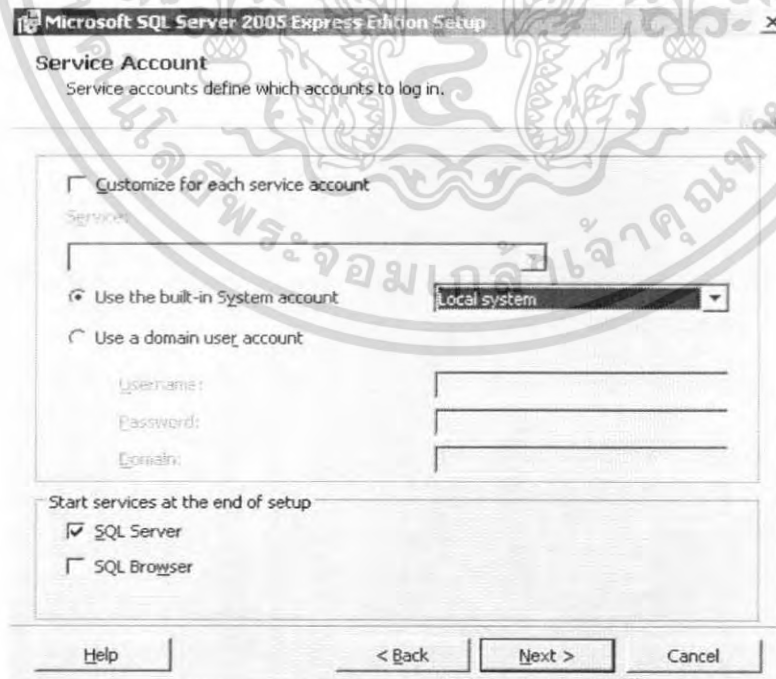 Microsoft SQL Server 2005 Express Edition Setup
Service Account
Service accounts define which accounts to log in.
Customize for each service account
Service:
Use the built-in System account
Local system
Use a domain user account
Username:
Password:
Domain:
Start services at the end of setup
SQL Server
SQL Browser
Help
< Back
Next >
Cancel